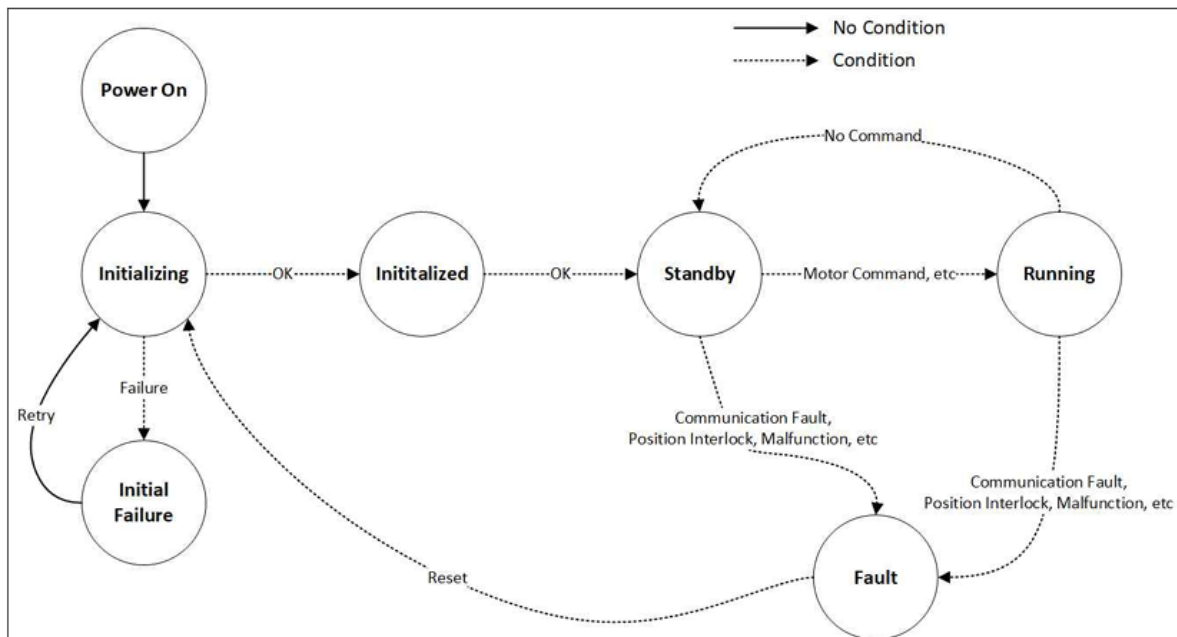 No Condition
Condition
Power On
No Command
Initializing
OK
Inititalized
OK
Standby
Motor Command, etc
Running
Failure
Retry
Communication Fault,
Position Interlock, Malfunction, etc
Initial
Failure
Communication Fault,
Position Interlock, Malfunction, etc
Reset
Fault